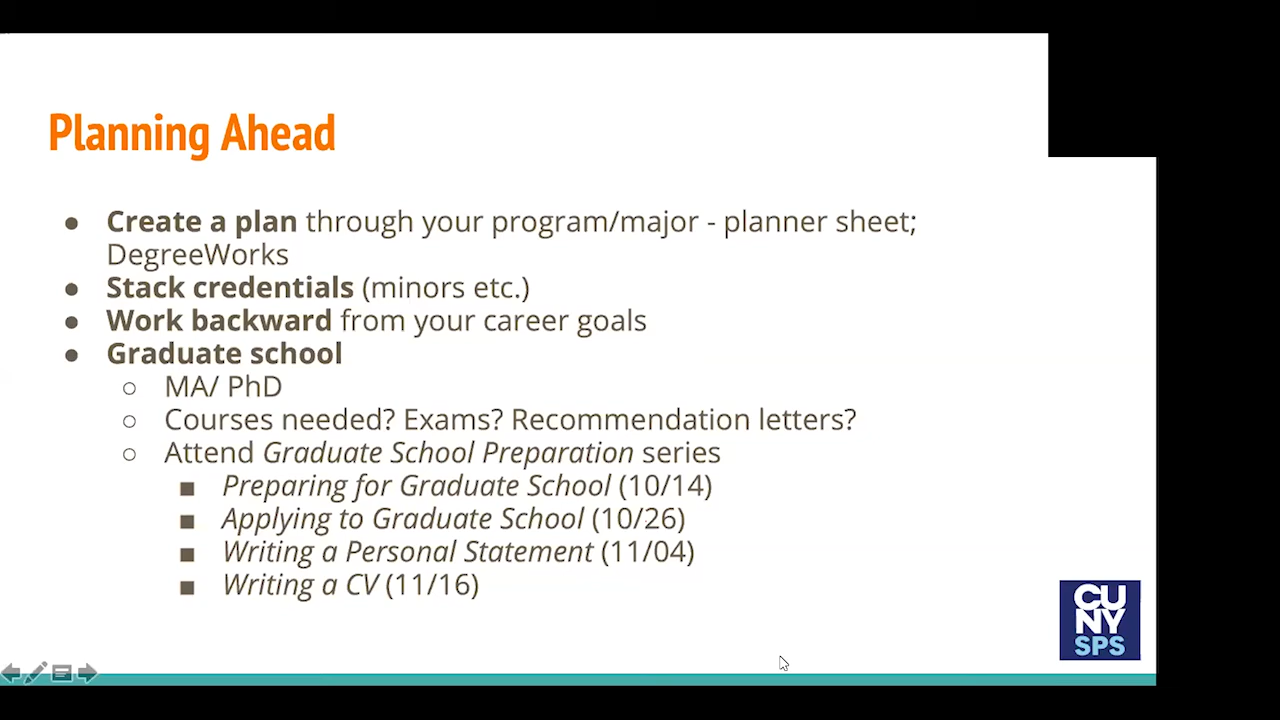 Planning Ahead
● Create a plan through your program/major - planner sheet;
DegreeWorks
● Stack credentials (minors etc.)
● Work backward from your career goals
● Graduate school
○ MA/ PhD
○ Courses needed? Exams? Recommendation letters?
○ Attend Graduate School Preparation series
■ Preparing for Graduate School (10/14)
■ Applying to Graduate School (10/26)
■ Writing a Personal Statement (11/04)
■ Writing a CV (11/16)
CU
NY
SPS